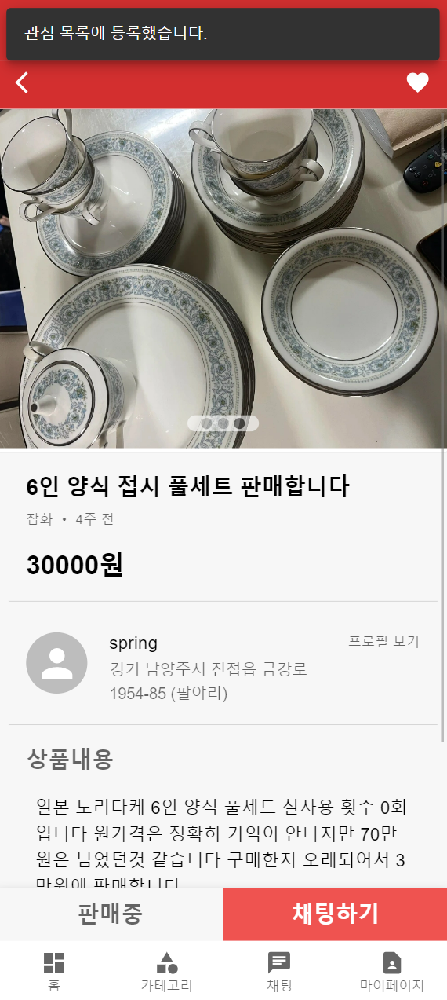 관심 목록에 등록했습니다.
6인 양식 접시 풀세트 판매합니다
잡화 • 4주 전
30000원
spring
프로필 보기
경기 남양주시 진접읍 금강로
1954-85 (팔야리)
상품내용
일본 노리다케 6인 양식 풀세트 실사용 횟수 0회
입니다 원가격은 정확히 기억이 안나지만 70만
원은 넘었던것 같습니다 구매한지 오래되어서 3
만원에 판매합니다
판매중
채팅하기
홈
카테고리
채팅
마이페이지